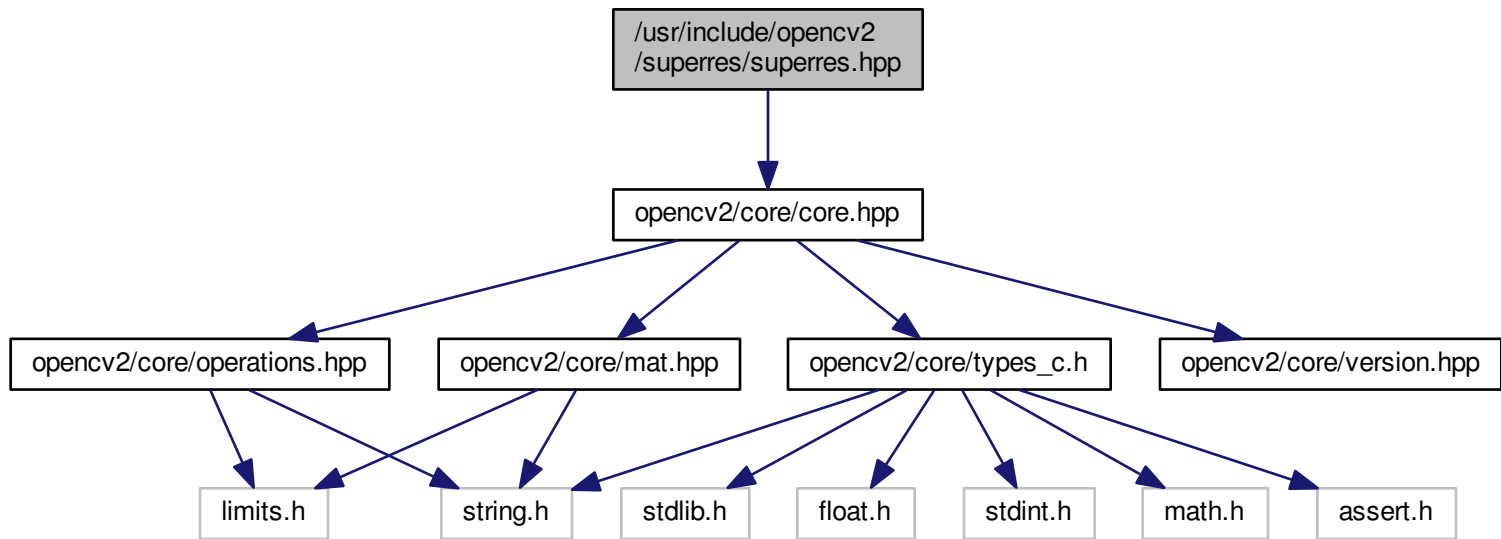 /usr/include/opencv2
/superres/superres.hpp
opencv2/core/core.hpp
opencv2/core/operations.hpp
opencv2/core/mat.hpp
opencv2/core/types_c.h
opencv2/core/version.hpp
limits.h
string.h
stdlib.h
float.h
stdint.h
math.h
assert.h